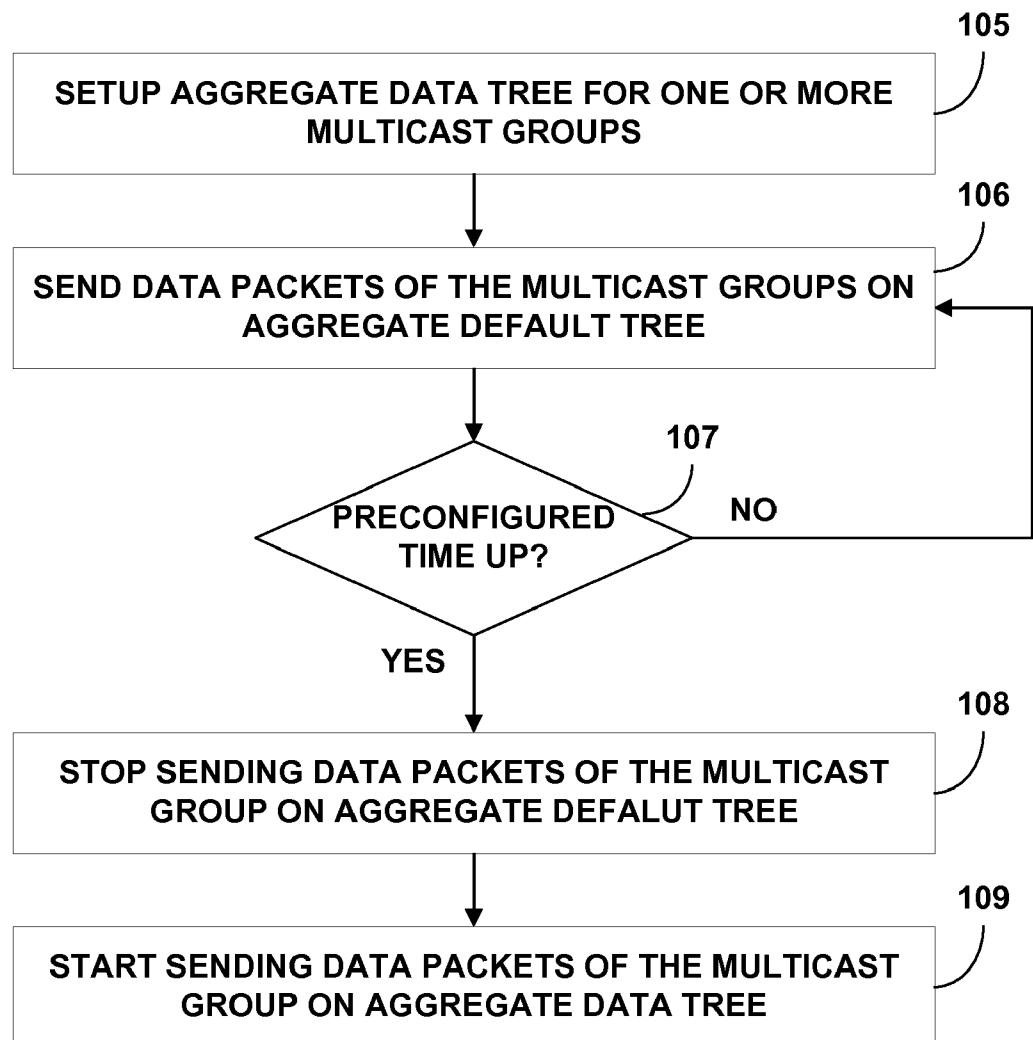 105
SETUP AGGREGATE DATA TREE FOR ONE OR MORE
MULTICAST GROUPS
106
SEND DATA PACKETS OF THE MULTICAST GROUPS ON
AGGREGATE DEFAULT TREE
107
PRECONFIGURED
TIME UP?
NO
YES
108
STOP SENDING DATA PACKETS OF THE MULTICAST
GROUP ON AGGREGATE DEFALUT TREE
109
START SENDING DATA PACKETS OF THE MULTICAST
GROUP ON AGGREGATE DATA TREE